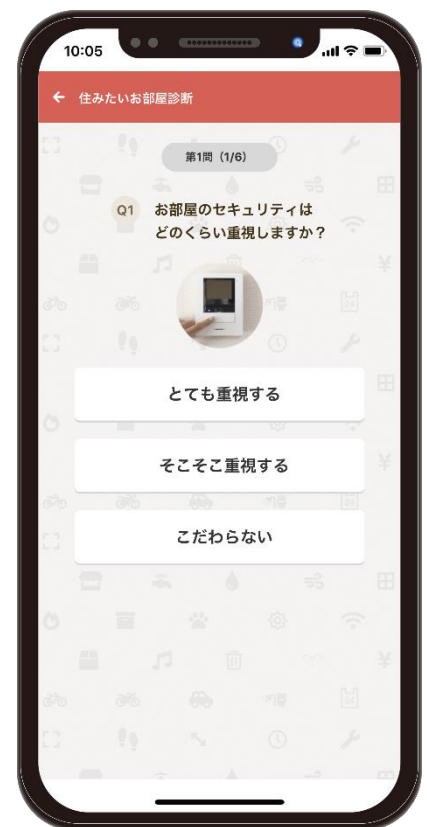 10:05
住みたいお部屋診断
第1問（1/6）
Q1 お部屋のセキュリティは
どのくらい重視しますか？
とても重視する
そこそこ重視する
こだわらない